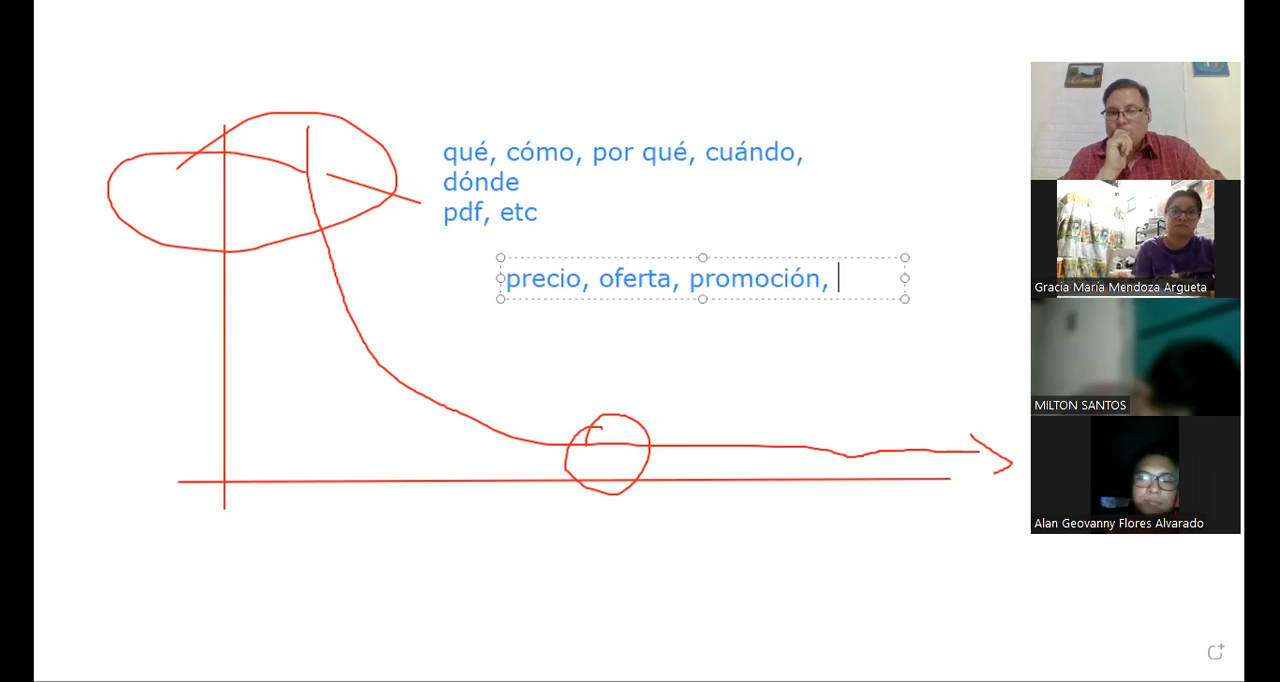 qué, cómo, por qué, cuándo,
dónde
pdf, etc
precio, oferta, promoción,
Gracia María Mendoza Argueta
MILTON SANTOS
Alan Geovanny Flores Alvarado